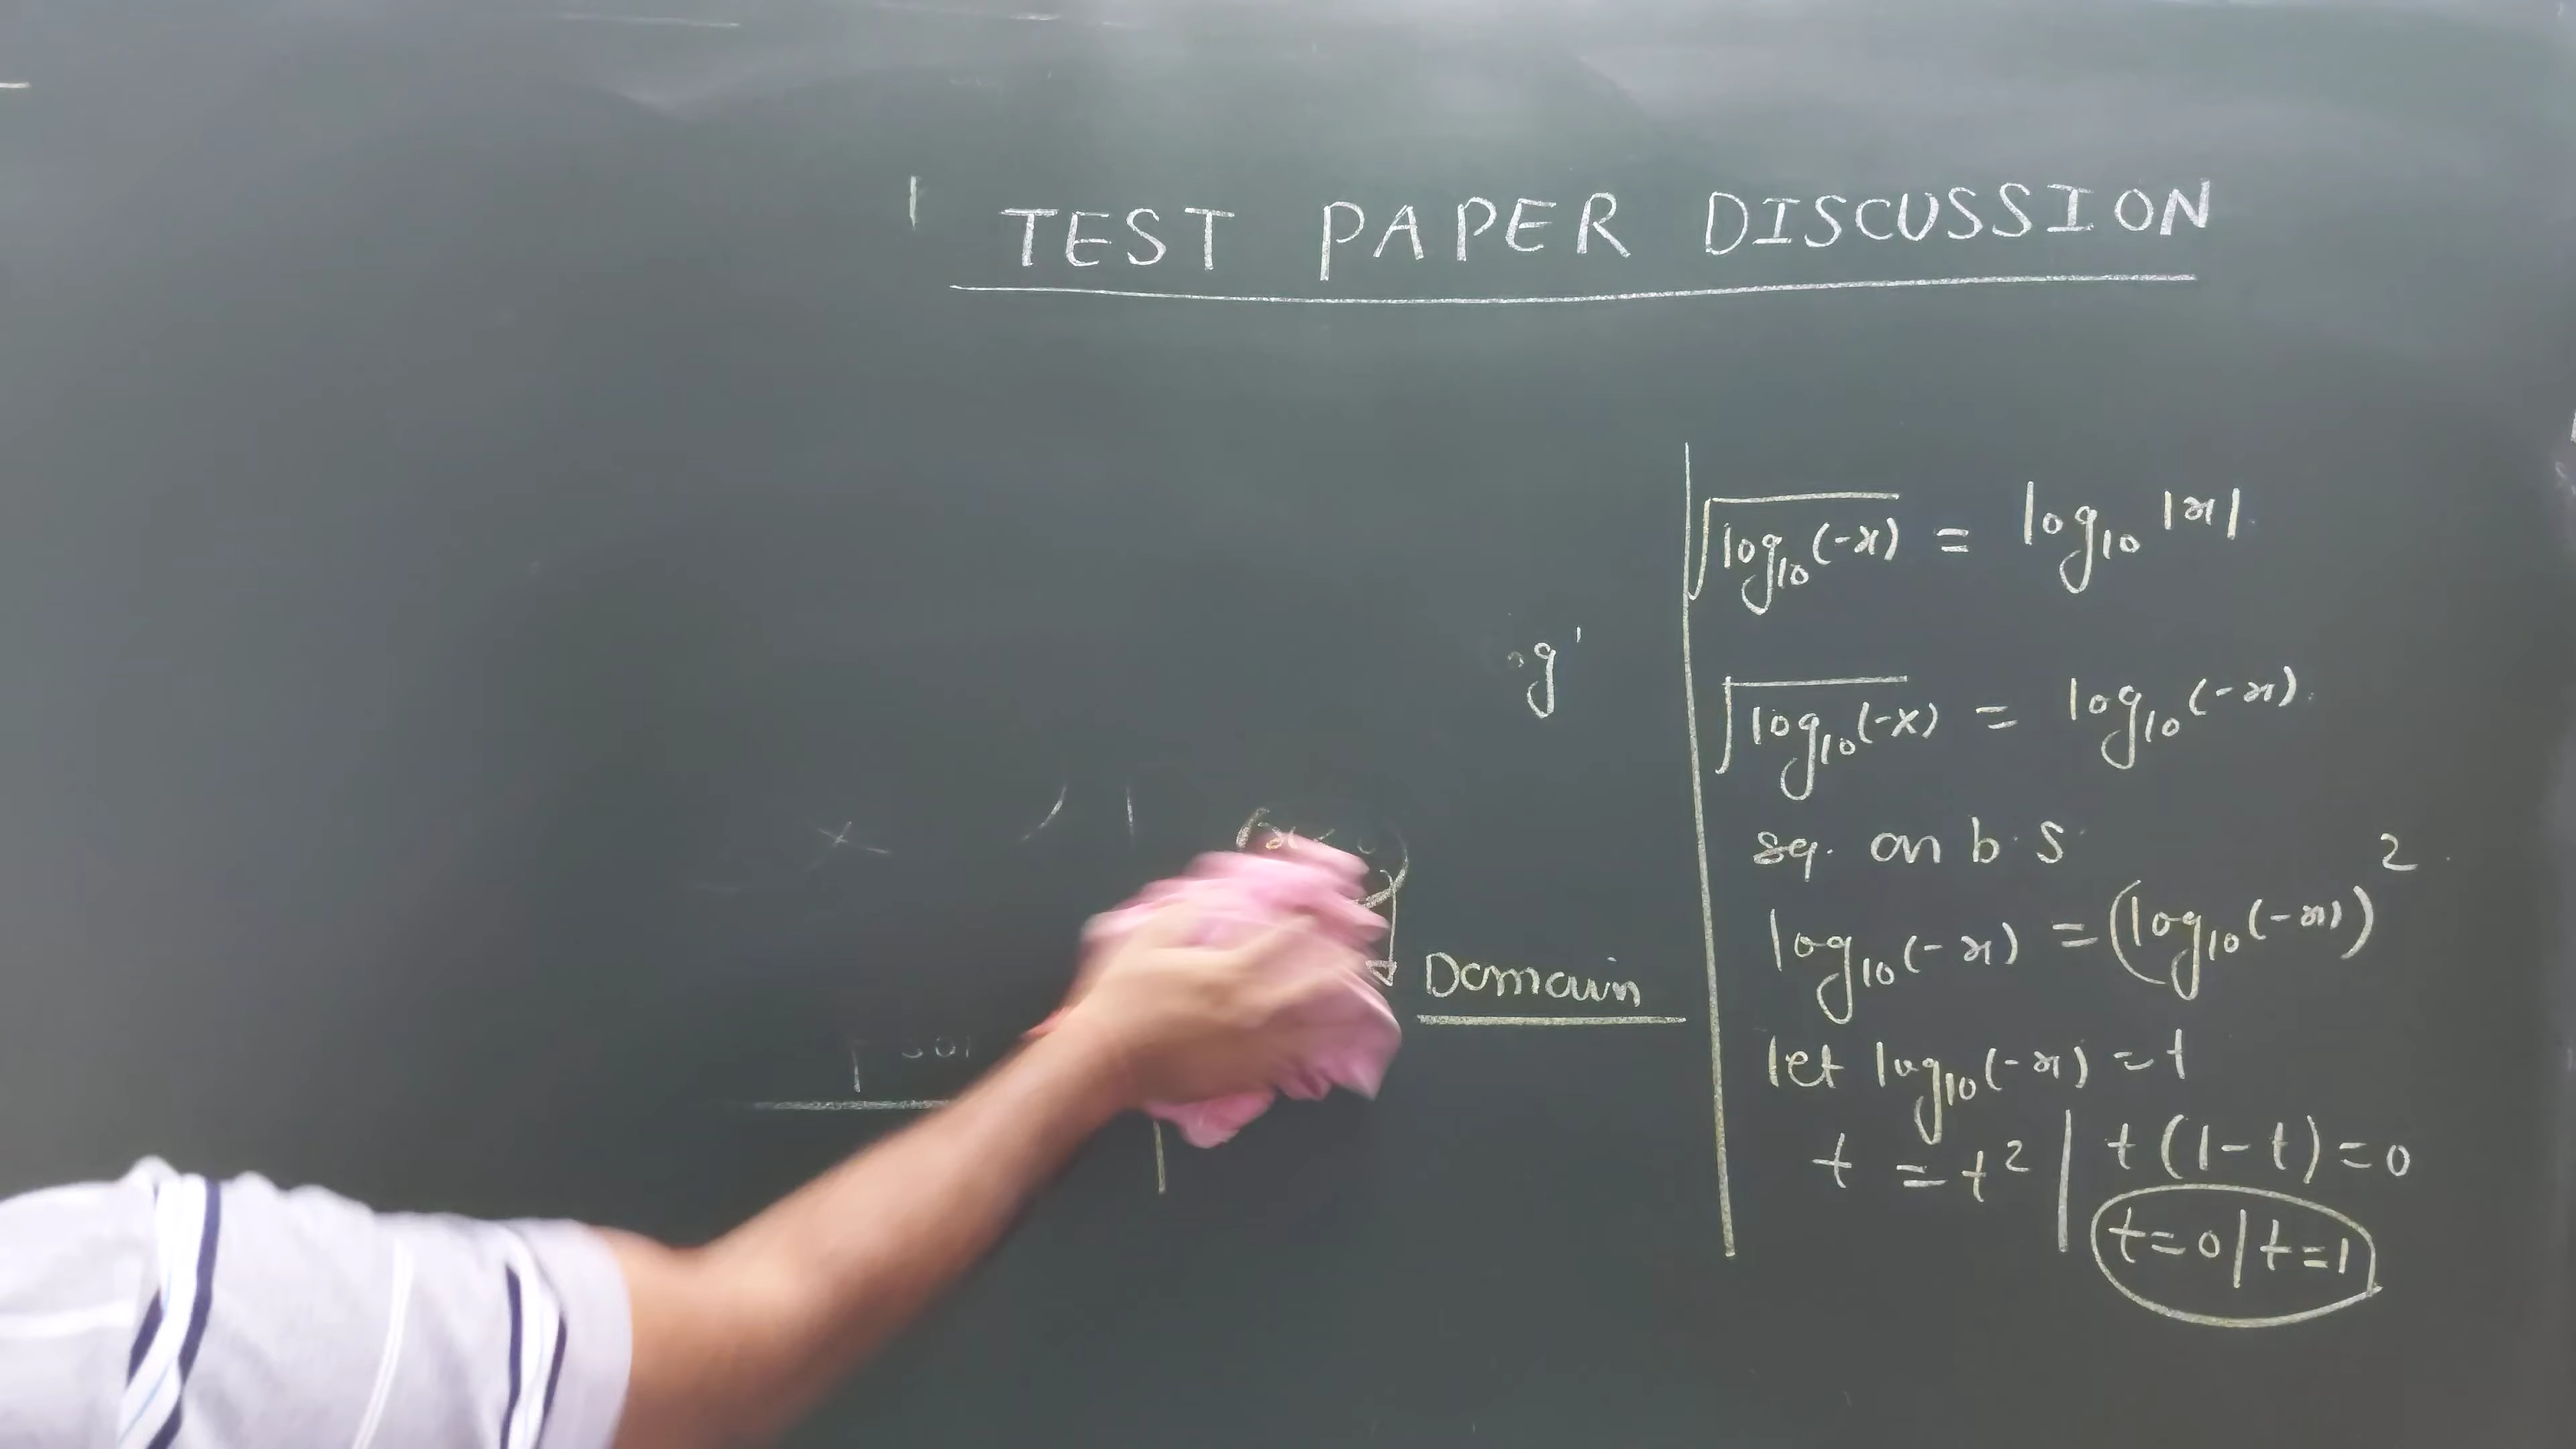 TEST PAPER DISCUSSION
√log₁₀(-x) = log₁₀|x|
√log₁₀(-x) = log₁₀(-x)
sq. on b.s
log₁₀(-x) = (log₁₀(-x))²
Domain
let log₁₀(-x) = t
t = t² | t(1-t)=0
t=0 | t=1